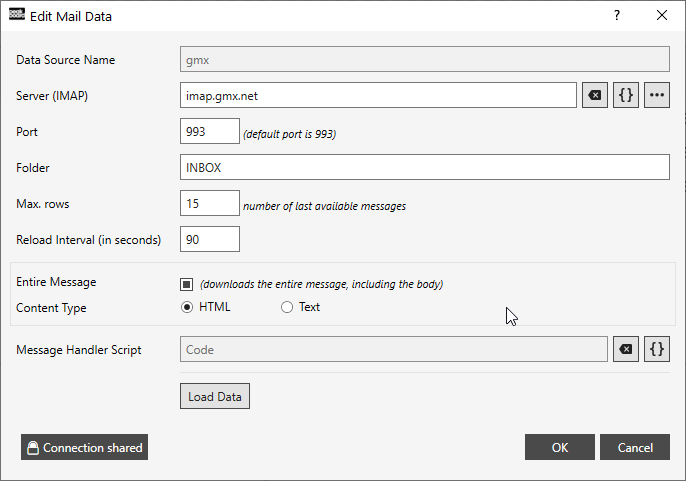 peak board Edit Mail Data ?
Data Source Name gmx
Server (IMAP) imap.gmx.net {} ...
Port 993 (default port is 993)
Folder INBOX
Max. rows 15 number of last available messages
Reload Interval (in seconds) 90
Entire Message (downloads the entire message, including the body)
Content Type HTML Text
Message Handler Script Code {}
Load Data
Connection shared OK Cancel